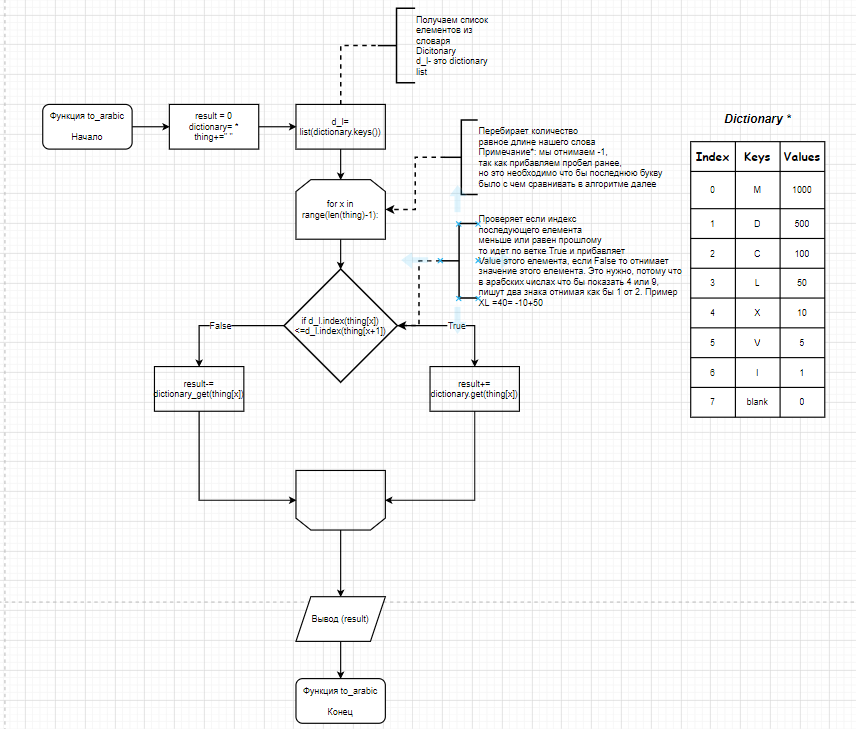 Получаем список
елементов из
словаря
Dicitonary
d_l- это dictionary
list
Функция to_arabic
Начало
result = 0
dictionary= *
thing+=" "
d_l=
list(dictionary.keys())
Перебирает количество
равное длине нашего слова
Примечание*: мы отнимаем -1,
так как прибавляем пробел ранее,
но это необходимо что бы последнюю букву
было с чем сравнивать в алгоритме далее
for x in
range(len(thing)-1):
Проверяет если индекс
последующего елемента
меньше или равен прошлому
то идет по ветке True и прибавляет
Value этого елемента, если False то отнимает
значение этого елемента. Это нужно, потому что
в арабских числах что бы показать 4 или 9,
пишут два знака отнимая как бы 1 от 2. Пример
XL =40= -10+50
if d_l.index(thing[x])
<=d_l.index(thing[x+1])
False
True
result-=
dictionary_get(thing[x])
result+=
dictionary.get(thing[x])
Вывод (result)
Функция to_arabic
Конец
Dictionary *
Index Keys Values
0 M 1000
1 D 500
2 C 100
3 L 50
4 X 10
5 V 5
6 I 1
7 blank 0